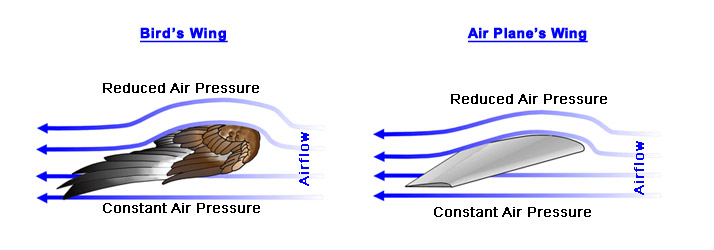 Bird's Wing
Reduced Air Pressure
Airflow
Constant Air Pressure
Air Plane's Wing
Reduced Air Pressure
Airflow
Constant Air Pressure